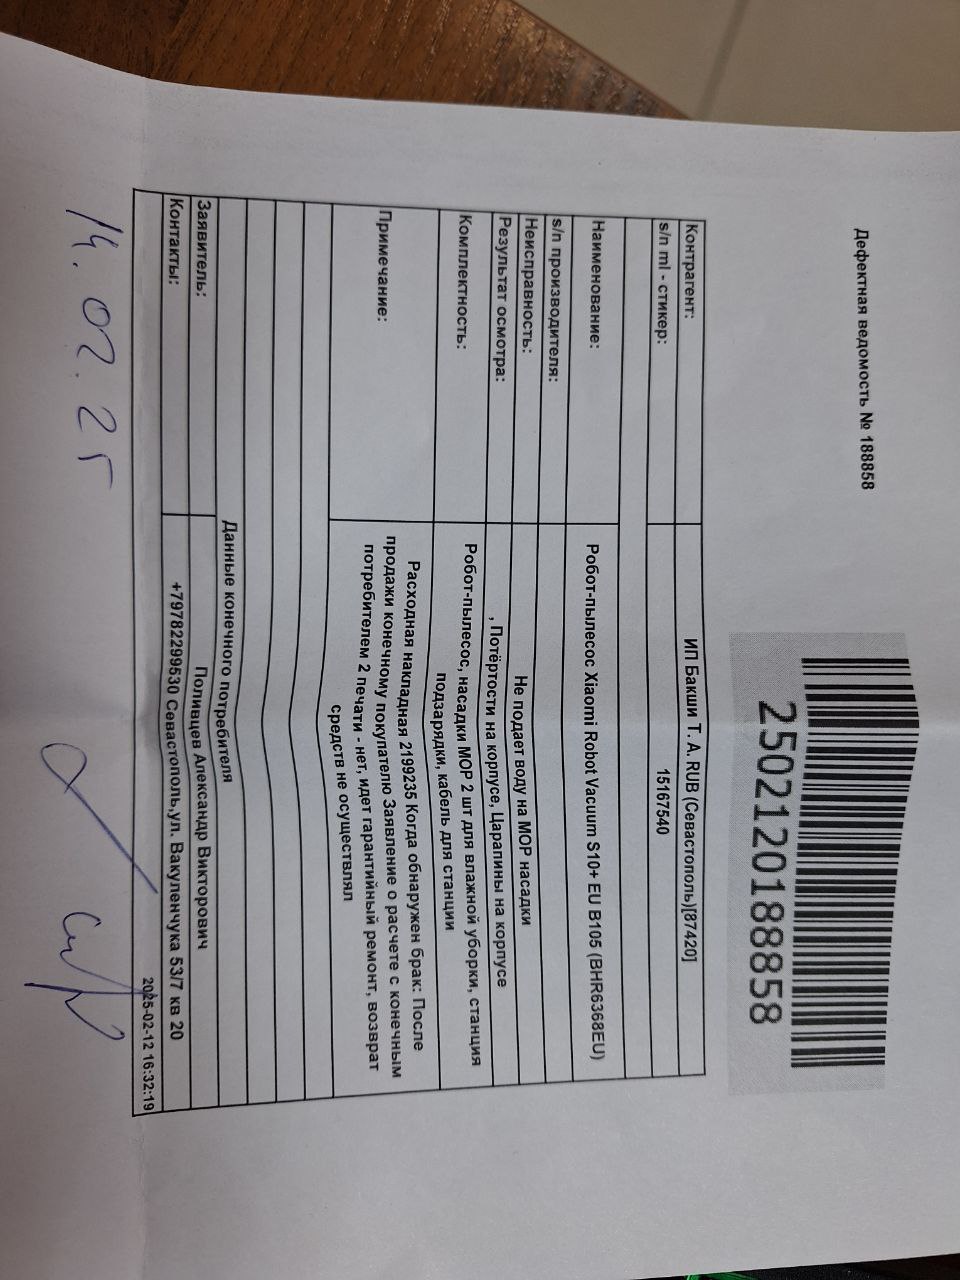 Дефектная ведомость № 188858
2502120188858
Контрагент: ИП Бакши Т. А. RUB (Севастополь)[87420]
s/n ml - стикер: 15167540
Наименование: Робот-пылесос Xiaomi Robot Vacuum S10+ EU B105 (BHR6368EU)
s/n производителя:
Неисправность: Не подает воду на МОР насадки
Результат осмотра: , Потёртости на корпусе, Царапины на корпусе
Комплектность: Робот-пылесос, насадки МОР 2 шт для влажной уборки, станция
подзарядки, кабель для станции
Примечание: Расходная накладная 2199235 Когда обнаружен брак: После
продажи конечному покупателю Заявление о расчете с конечным
потребителем 2 печати - нет, идет гарантийный ремонт, возврат
средств не осуществлял
Данные конечного потребителя
Заявитель: Поливцев Александр Викторович
Контакты: +79782299530 Севастополь,ул. Вакуленчука 53/7 кв 20
2025-02-12 16:32:19
14. 02. 25